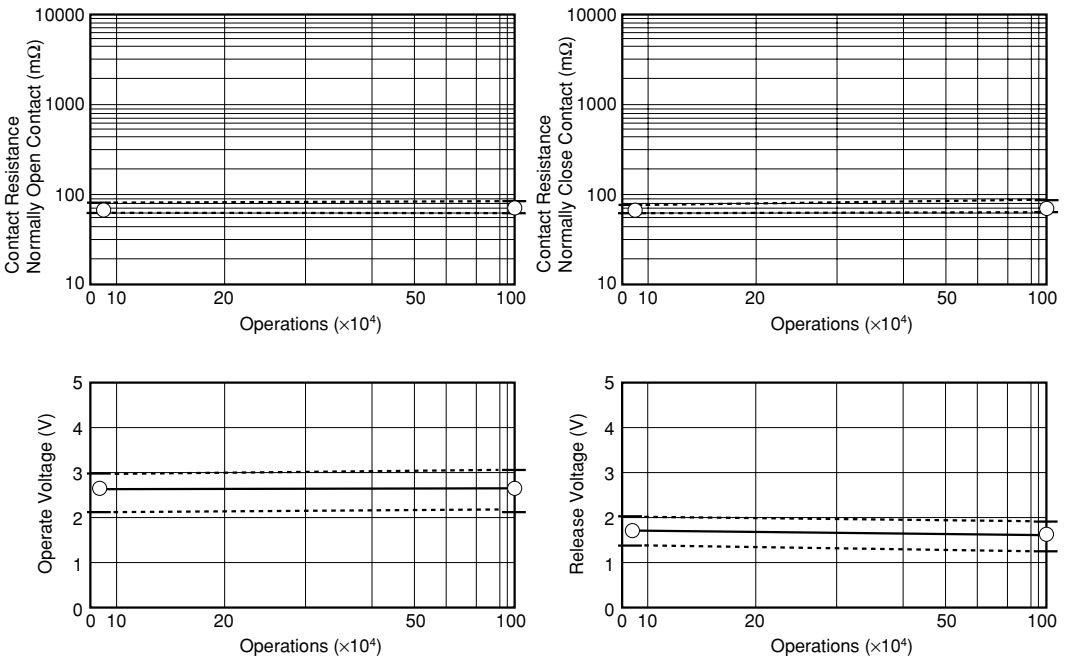 Contact Resistance
Normally Open Contact (mΩ)
10000
1000
100
10
0 10 20 50 100
Operations (×10⁴)
Contact Resistance
Normally Close Contact (mΩ)
10000
1000
100
10
0 10 20 50 100
Operations (×10⁴)
Operate Voltage (V)
5
4
3
2
1
0
0 10 20 50 100
Operations (×10⁴)
Release Voltage (V)
5
4
3
2
1
0
0 10 20 50 100
Operations (×10⁴)